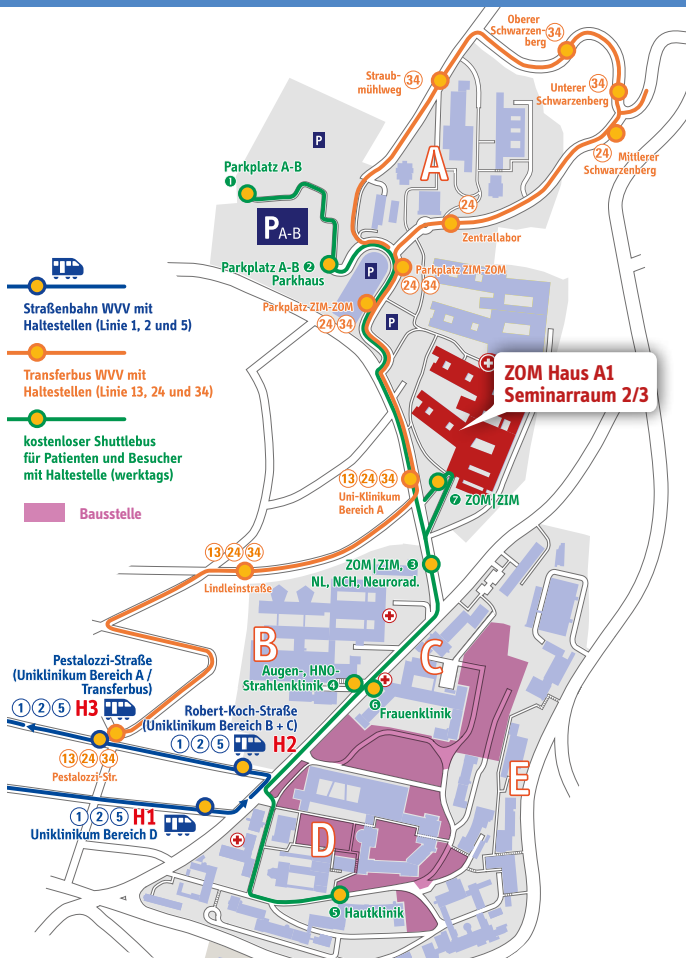 Oberer
Schwarzen-
berg
34
Straub-
mühlweg
34
34
Unterer
Schwarzenberg
24
Mittlerer
Schwarzenberg
P
A
Parkplatz A-B
1
P A-B
24
Zentrallabor
Parkplatz A-B 2
Parkhaus
P
Parkplatz ZIM-ZOM
24 34
Parkplatz ZIM-ZOM
24 34
P
Straßenbahn WVV mit
Haltestellen (Linie 1, 2 und 5)
Transferbus WVV mit
Haltestellen (Linie 13, 24 und 34)
kostenloser Shuttlebus
für Patienten und Besucher
mit Haltestelle (werktags)
Baustelle
ZOM Haus A1
Seminarraum 2/3
13 24 34
Uni-Klinikum
Bereich A
7 ZOM|ZIM
13 24 34
Lindleinstraße
ZOM|ZIM, 3
NL, NCH, Neurorad.
B
C
Augen-, HNO-
Strahlenklinik 4
6
Frauenklinik
Pestalozzi-Straße
(Uniklinikum Bereich A /
Transferbus)
1 2 5 H3
13 24 34
Pestalozzi-Str.
Robert-Koch-Straße
(Uniklinikum Bereich B + C)
1 2 5 H2
1 2 5 H1
Uniklinikum Bereich D
E
D
5 Hautklinik